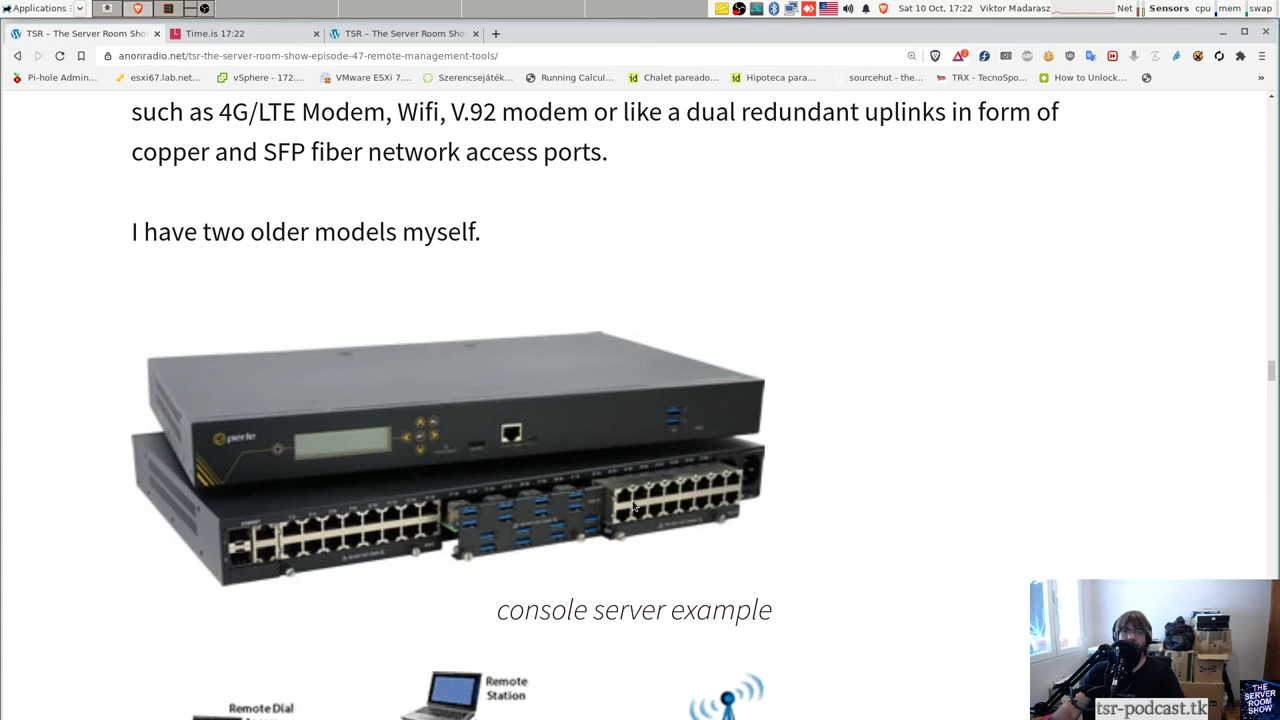 Applications
Net Sensors cpu mem swap
Sat 10 Oct, 17:22 Viktor Madarasz
TSR – The Server Room Sho
Time.is 17:22
TSR – The Server Room Sho
anonradio.net/tsr-the-server-room-show-episode-47-remote-management-tools/
Pi-hole Admin...
esxi67.lab.net...
vSphere - 172....
VMware ESXi 7....
Szerencsejáték...
Running Calcul...
Chalet pareado...
Hipoteca para...
sourcehut - the...
TRX - TecnoSpo...
How to Unlock...
such as 4G/LTE Modem, Wifi, V.92 modem or like a dual redundant uplinks in form of
copper and SFP fiber network access ports.
I have two older models myself.
perle
console server example
Remote
Station
Remote Dial
THE
SERVER
ROOM
SHOW
tsr-podcast.tk